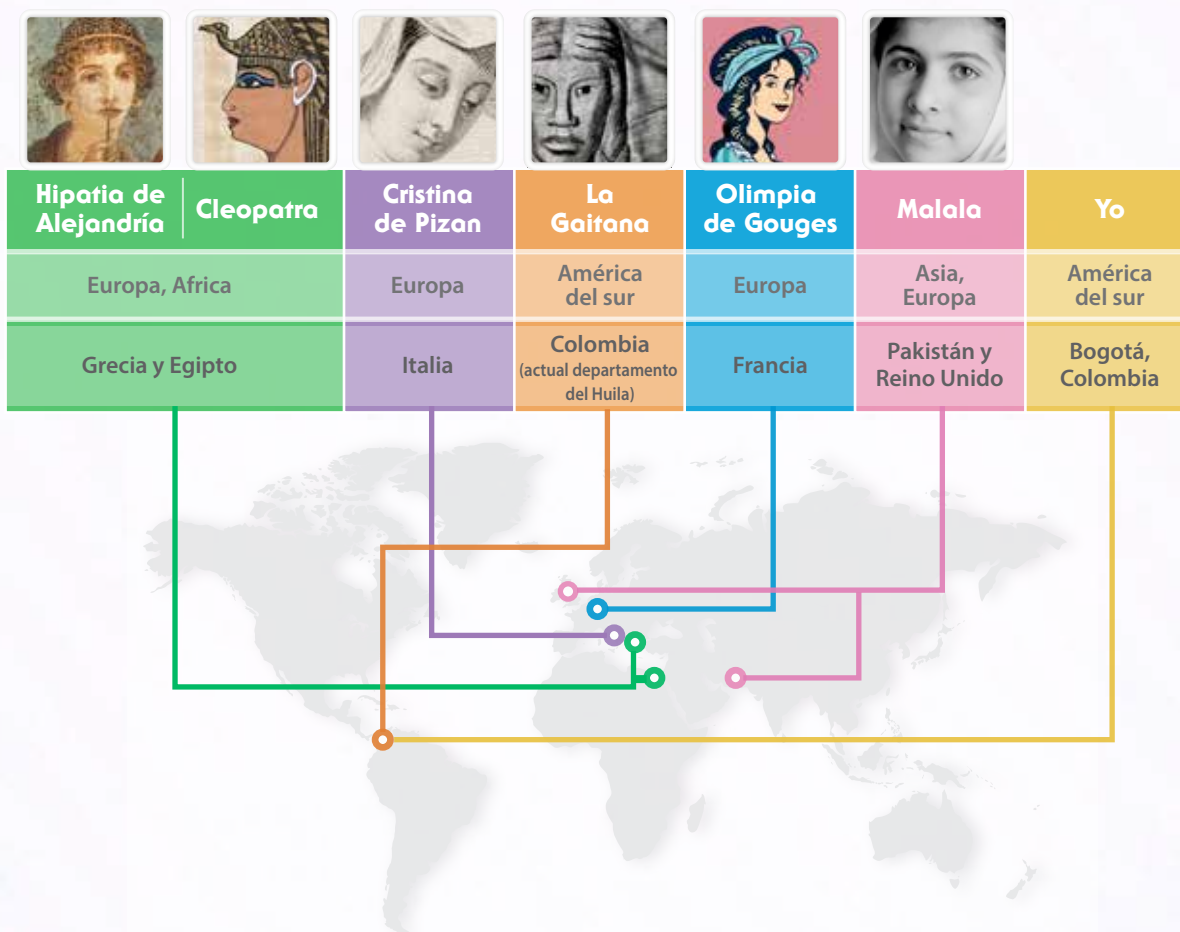 Hipatia de
Alejandría
Cleopatra
Cristina
de Pizan
La
Gaitana
Olimpia
de Gouges
Malala
Yo
Europa, Africa
Europa
América
del sur
Europa
Asia,
Europa
América
del sur
Grecia y Egipto
Italia
Colombia
(actual departamento
del Huila)
Francia
Pakistán y
Reino Unido
Bogotá,
Colombia